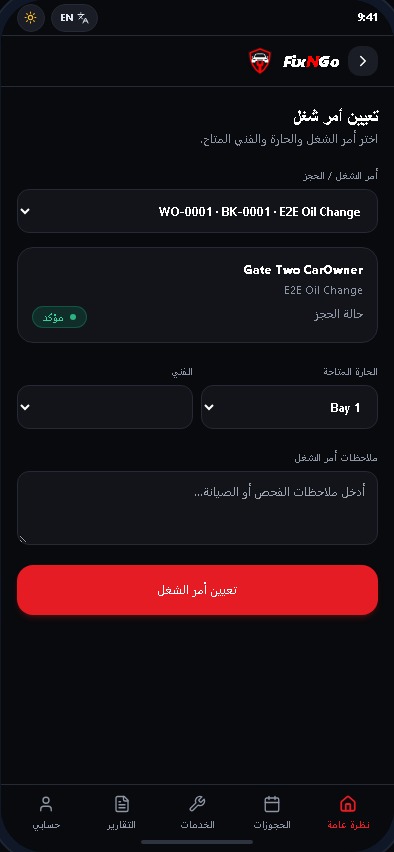 9:41
EN
FixNGo
تعيين أمر شغل
اختر أمر الشغل والحارة والفني المتاح.
أمر الشغل / الحجز
WO-0001 · BK-0001 · E2E Oil Change
Gate Two CarOwner
E2E Oil Change
حالة الحجز
مؤكد
الحارة المتاحة
الفني
Bay 1
ملاحظات أمر الشغل
أدخل ملاحظات الفحص أو الصيانة...
تعيين أمر الشغل
نظرة عامة
الحجوزات
الخدمات
التقارير
حسابي